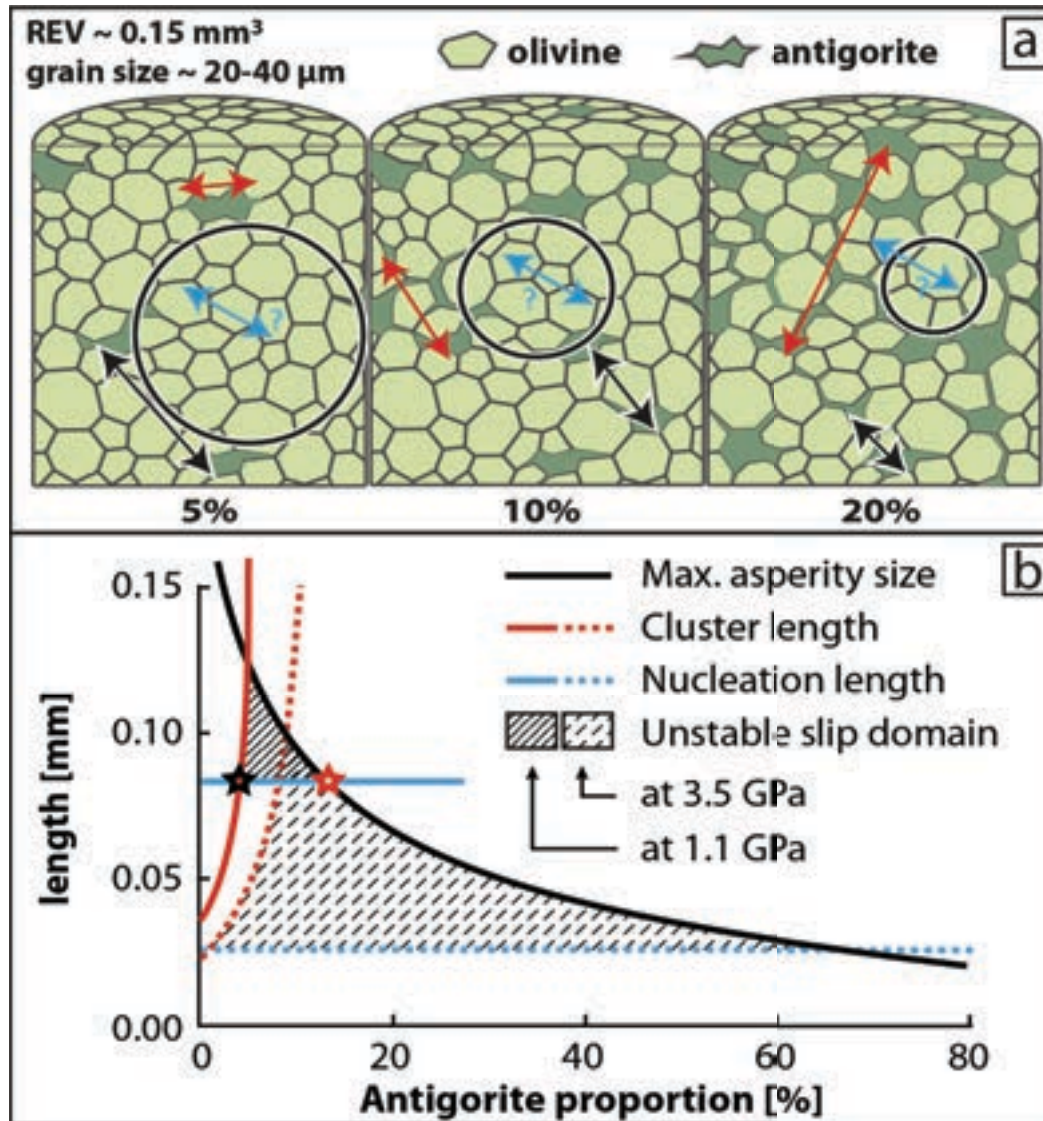 REV ~ 0.15 mm³
grain size ~ 20-40 µm
olivine
antigorite
a
?
?
?
5%
10%
20%
b
Max. asperity size
Cluster length
Nucleation length
Unstable slip domain
at 3.5 GPa
at 1.1 GPa
0.15
0.10
0.05
0.00
length [mm]
0
20
40
60
80
Antigorite proportion [%]